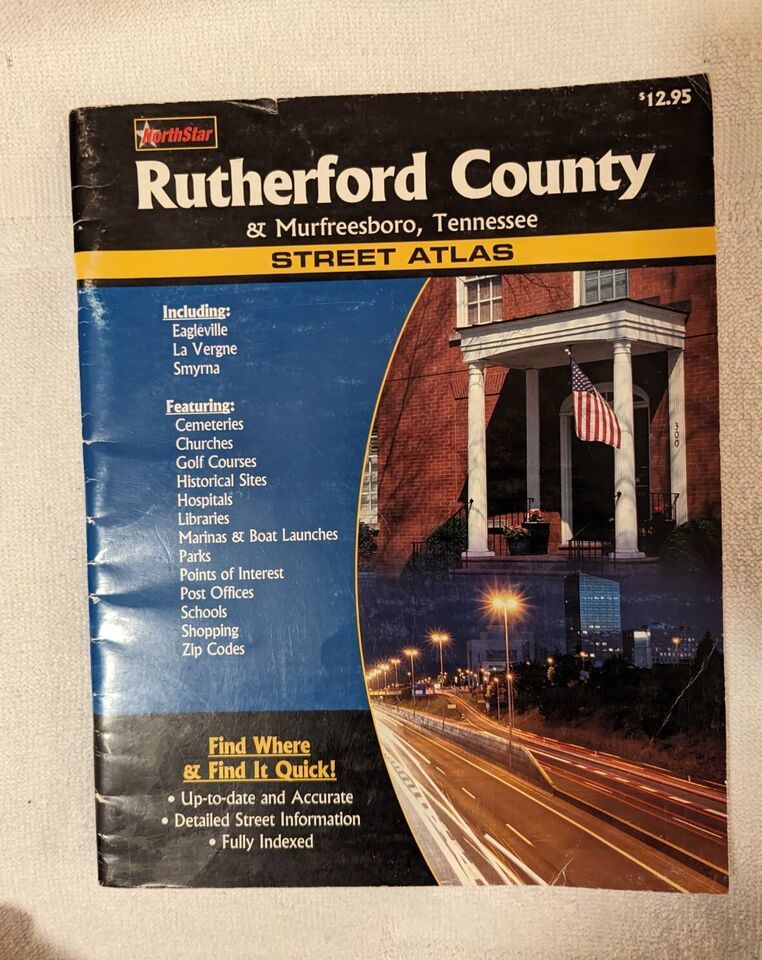 $12.95
NorthStar
Rutherford County
& Murfreesboro, Tennessee
STREET ATLAS
Including:
Eagleville
La Vergne
Smyrna
Featuring:
Cemeteries
Churches
Golf Courses
Historical Sites
Hospitals
Libraries
Marinas & Boat Launches
Parks
Points of Interest
Post Offices
Schools
Shopping
Zip Codes
300
Find Where
& Find It Quick!
• Up-to-date and Accurate
• Detailed Street Information
• Fully Indexed